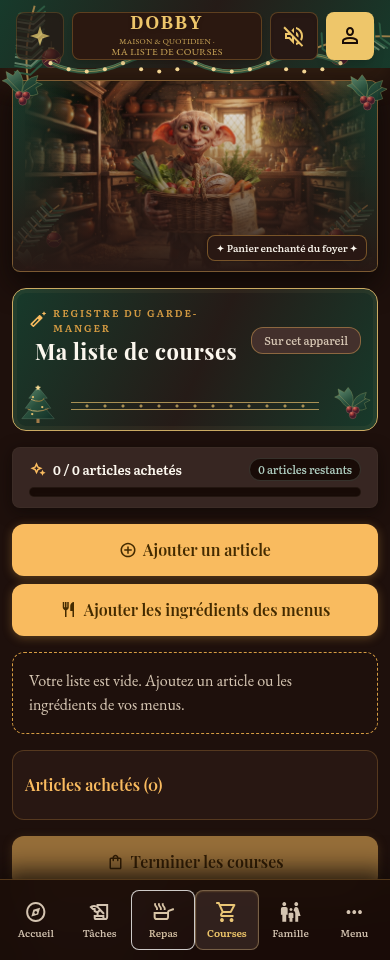 DOBBY
MAISON & QUOTIDIEN ·
MA LISTE DE COURSES
✦ Panier enchanté du foyer ✦
REGISTRE DU GARDE-
MANGER
Ma liste de courses
Sur cet appareil
0 / 0 articles achetés
0 articles restants
Ajouter un article
Ajouter les ingrédients des menus
Votre liste est vide. Ajoutez un article ou les
ingrédients de vos menus.
Articles achetés (0)
Terminer les courses
Accueil
Tâches
Repas
Courses
Famille
Menu